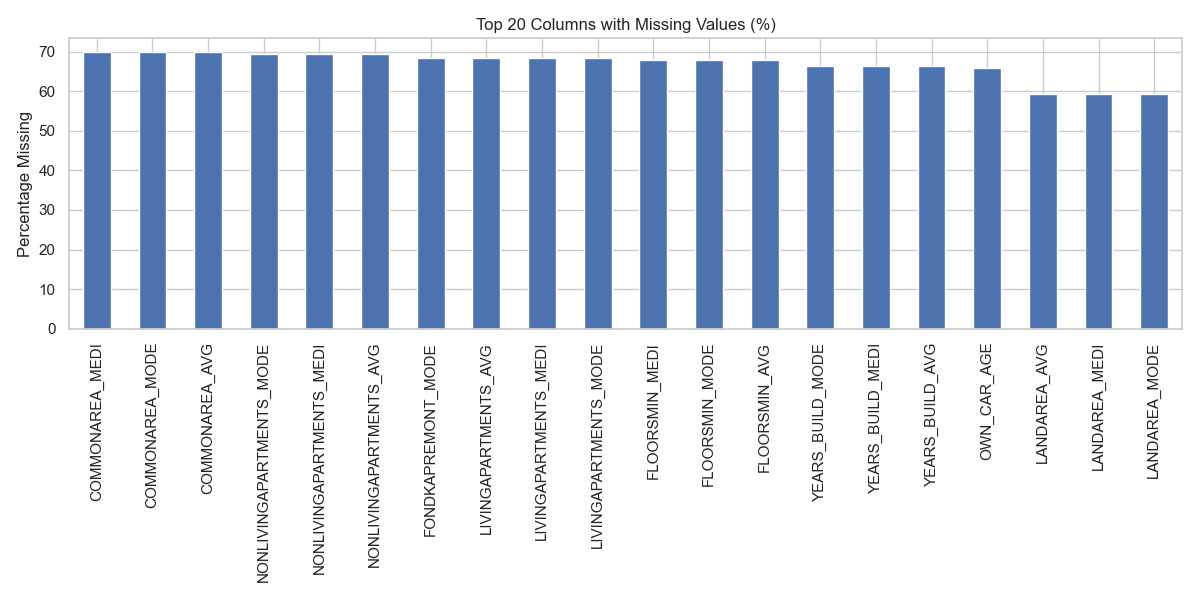 Top 20 Columns with Missing Values (%)
Percentage Missing
70
60
50
40
30
20
10
0
COMMONAREA_MEDI
COMMONAREA_MODE
COMMONAREA_AVG
NONLIVINGAPARTMENTS_MODE
NONLIVINGAPARTMENTS_MEDI
NONLIVINGAPARTMENTS_AVG
FONDKAPREMONT_MODE
LIVINGAPARTMENTS_AVG
LIVINGAPARTMENTS_MEDI
LIVINGAPARTMENTS_MODE
FLOORSMIN_MEDI
FLOORSMIN_MODE
FLOORSMIN_AVG
YEARS_BUILD_MODE
YEARS_BUILD_MEDI
YEARS_BUILD_AVG
OWN_CAR_AGE
LANDAREA_AVG
LANDAREA_MEDI
LANDAREA_MODE